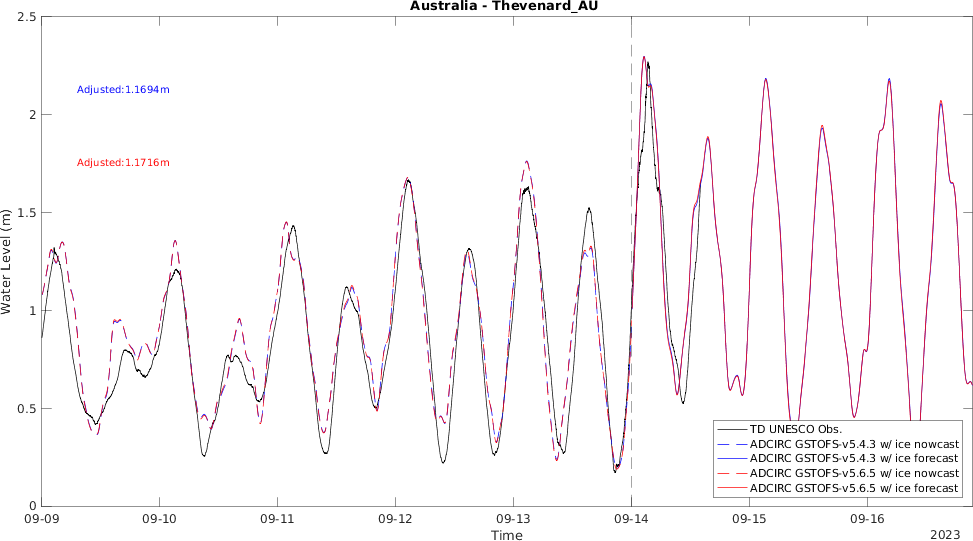 Australia - Thevenard_AU
2.5
Adjusted:1.1694m
2
Adjusted:1.1716m
1.5
Water Level (m)
1
0.5
TD UNESCO Obs.
ADCIRC GSTOFS-v5.4.3 w/ ice nowcast
ADCIRC GSTOFS-v5.4.3 w/ ice forecast
ADCIRC GSTOFS-v5.6.5 w/ ice nowcast
ADCIRC GSTOFS-v5.6.5 w/ ice forecast
0
09-09 09-10 09-11 09-12 09-13 09-14 09-15 09-16
Time
2023